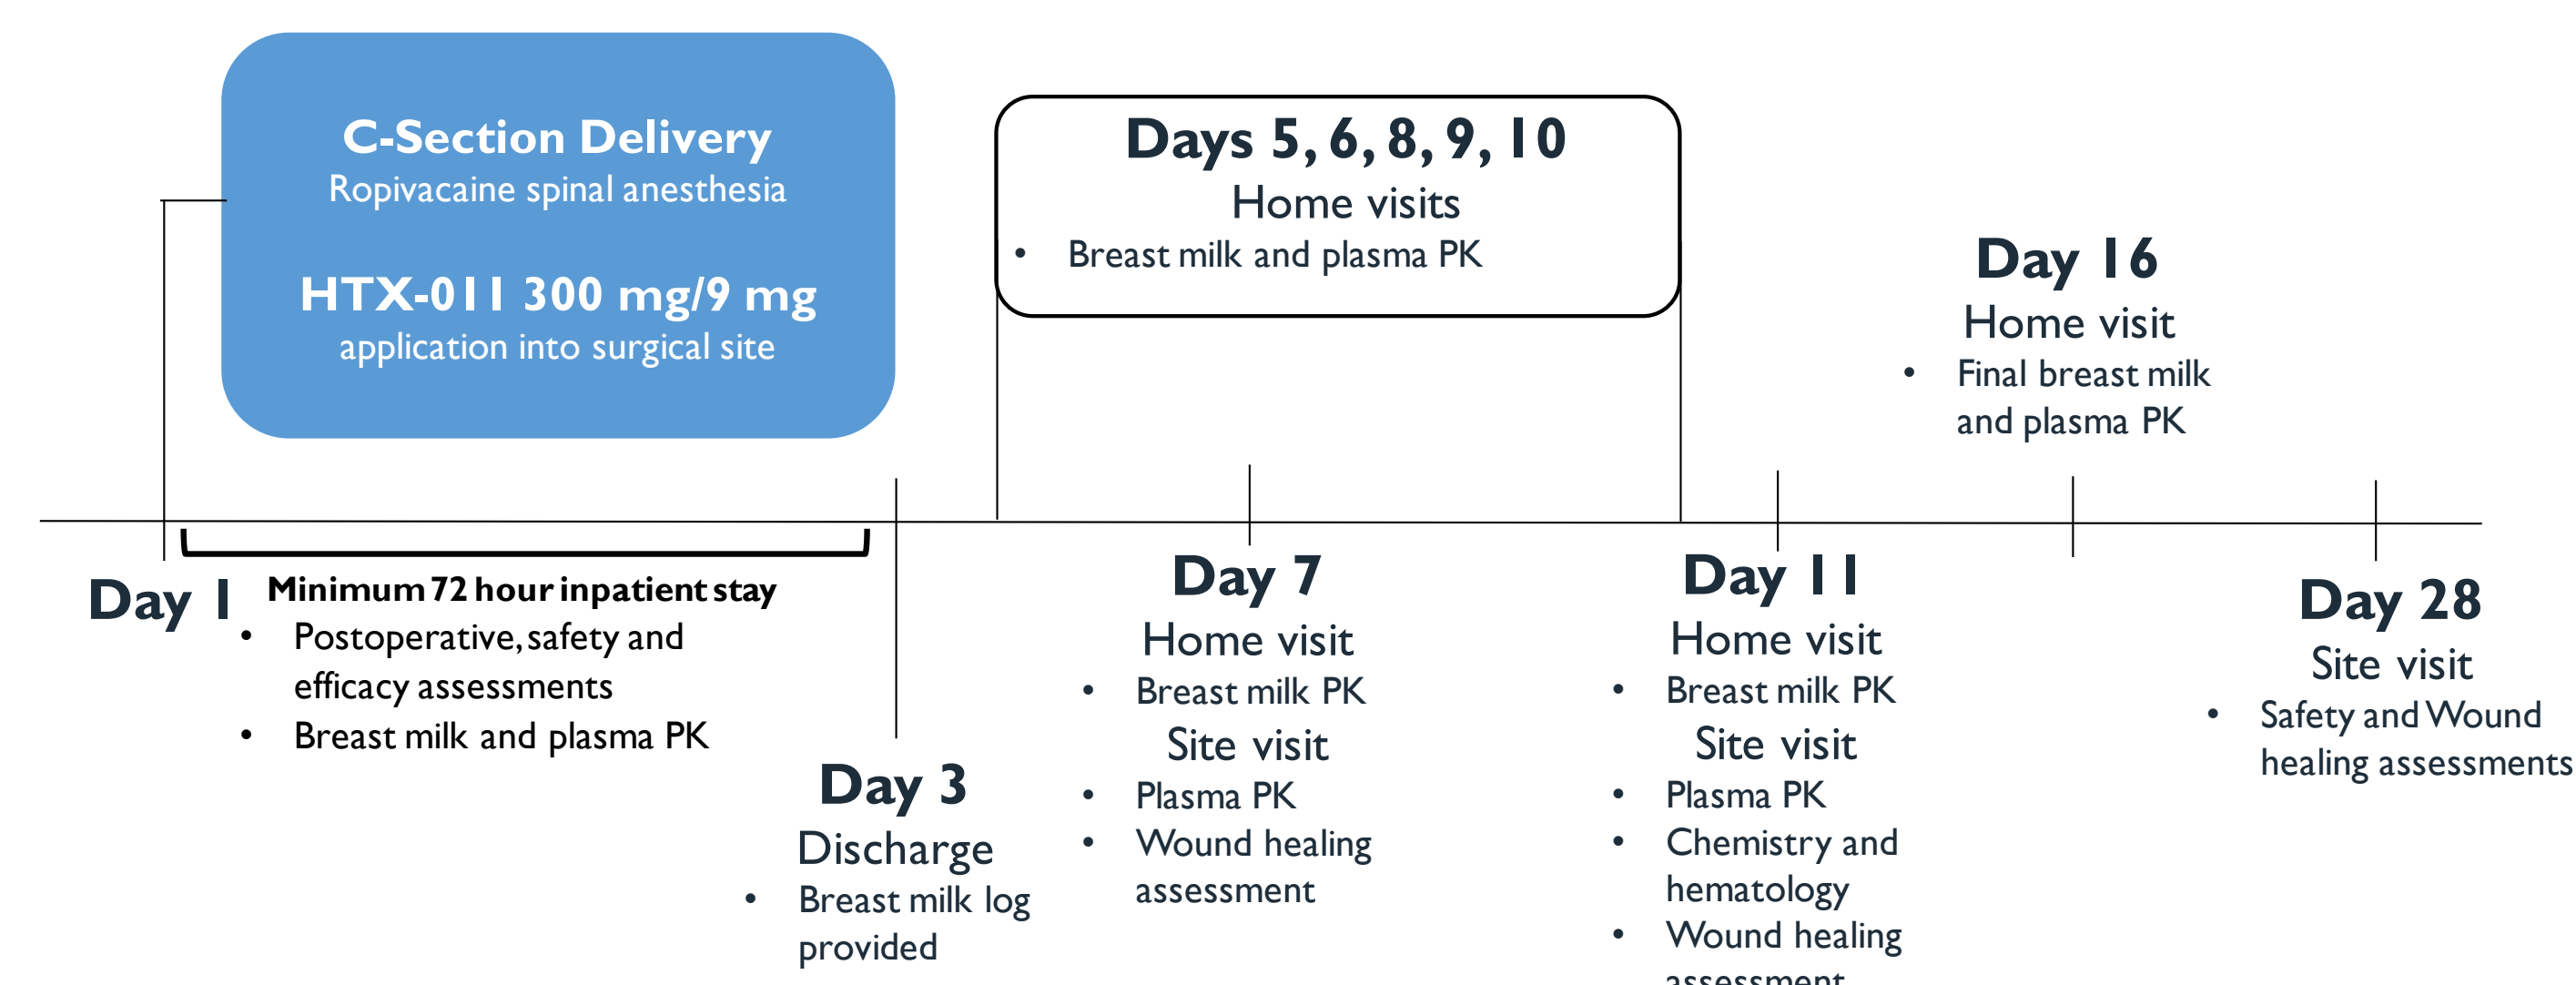 C-Section Delivery
Ropivacaine spinal anesthesia
HTX-011 300 mg/9 mg
application into surgical site
Days 5, 6, 8, 9, 10
Home visits
• Breast milk and plasma PK
Day 16
Home visit
• Final breast milk
and plasma PK
Day 1
Minimum 72 hour inpatient stay
• Postoperative, safety and
efficacy assessments
• Breast milk and plasma PK
Day 3
Discharge
• Breast milk log
provided
Day 7
Home visit
• Breast milk PK
Site visit
• Plasma PK
• Wound healing
assessment
Day 11
Home visit
• Breast milk PK
Site visit
• Plasma PK
• Chemistry and
hematology
• Wound healing
assessment
Day 28
Site visit
• Safety and Wound
healing assessments